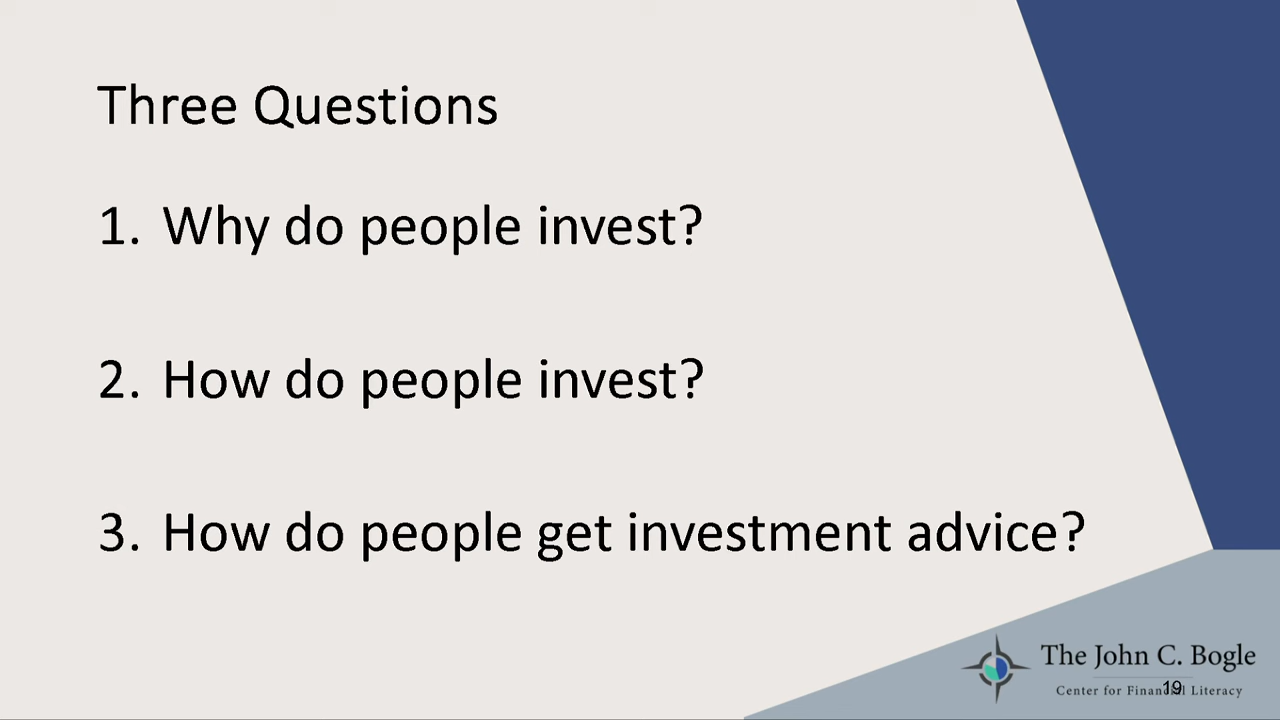 Three Questions
1. Why do people invest?
2. How do people invest?
3. How do people get investment advice?
The John C. Bogle
Center for Financial Literacy
19